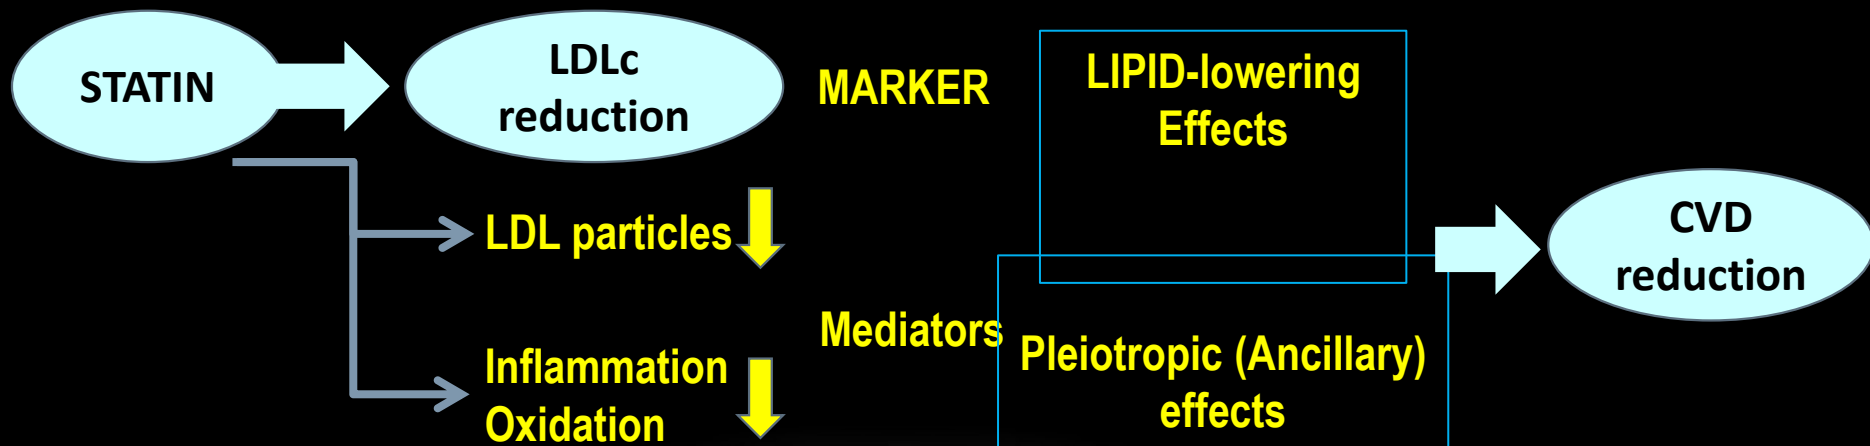 STATIN
LDLc
reduction
MARKER
LIPID-lowering
Effects
LDL particles
CVD
reduction
Mediators
Pleiotropic (Ancillary)
effects
Inflammation
Oxidation